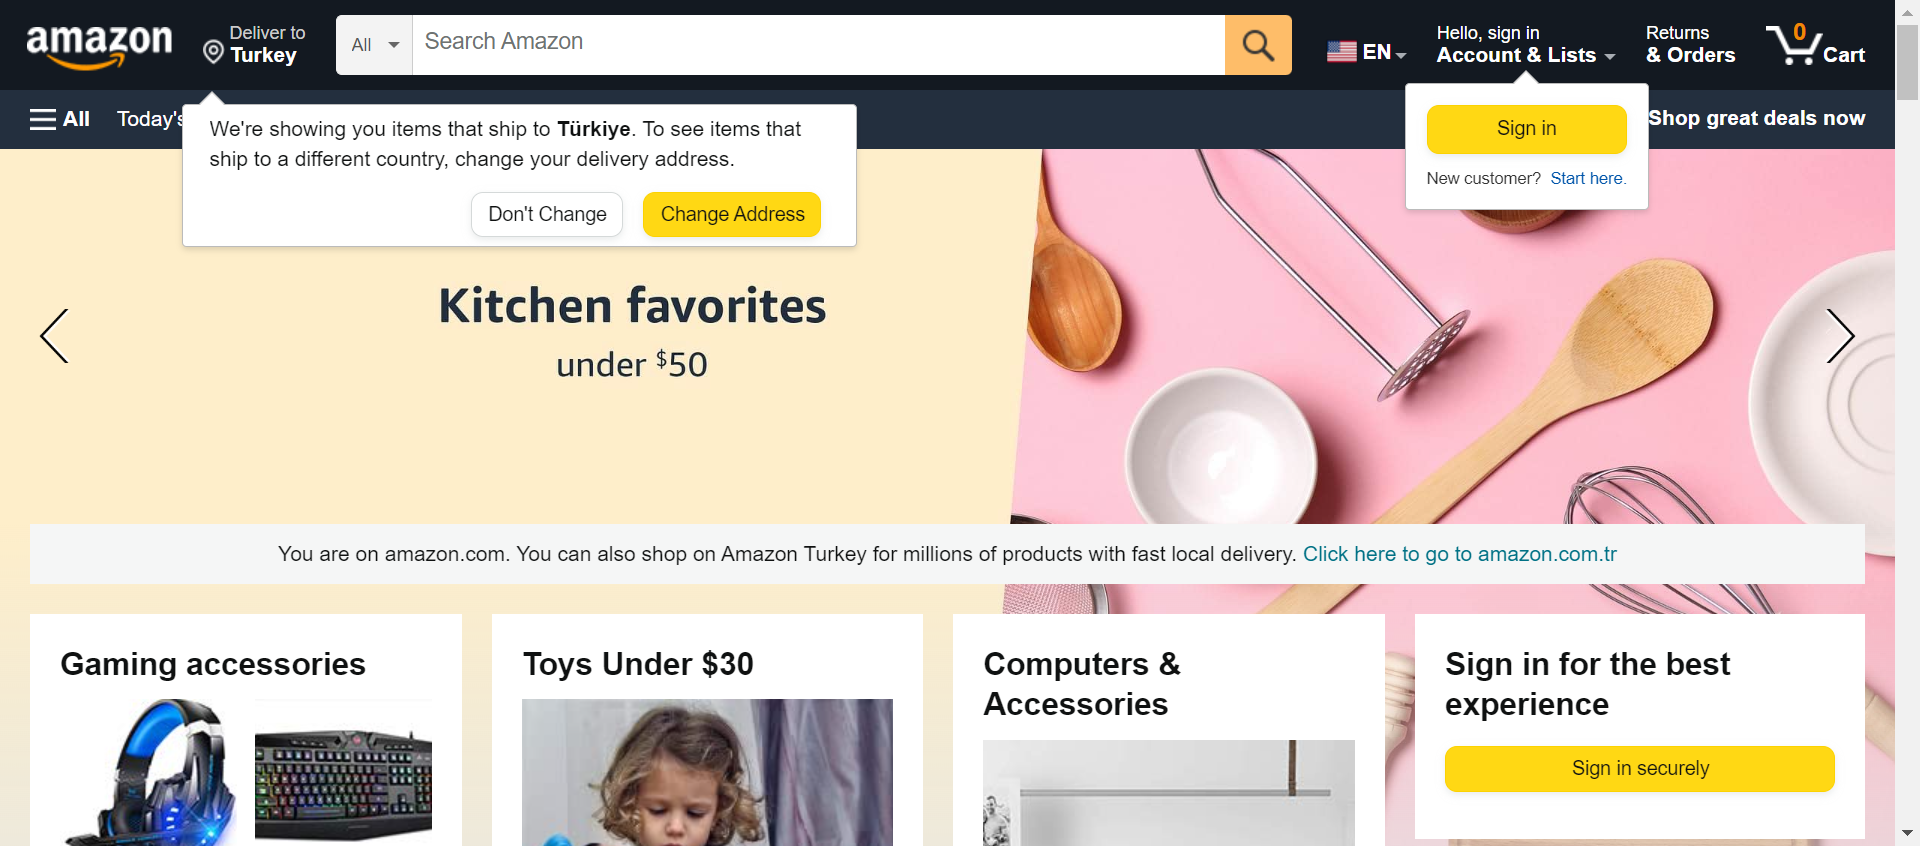 amazon
Deliver to
Turkey
All
Search Amazon
EN
Hello, sign in
Account & Lists
Returns
& Orders
0
Cart
All
Today's
Shop great deals now
We're showing you items that ship to Türkiye. To see items that
ship to a different country, change your delivery address.
Don't Change
Change Address
Sign in
New customer? Start here.
Kitchen favorites
under $50
You are on amazon.com. You can also shop on Amazon Turkey for millions of products with fast local delivery. Click here to go to amazon.com.tr
Gaming accessories
Toys Under $30
Computers &
Accessories
Sign in for the best
experience
Sign in securely